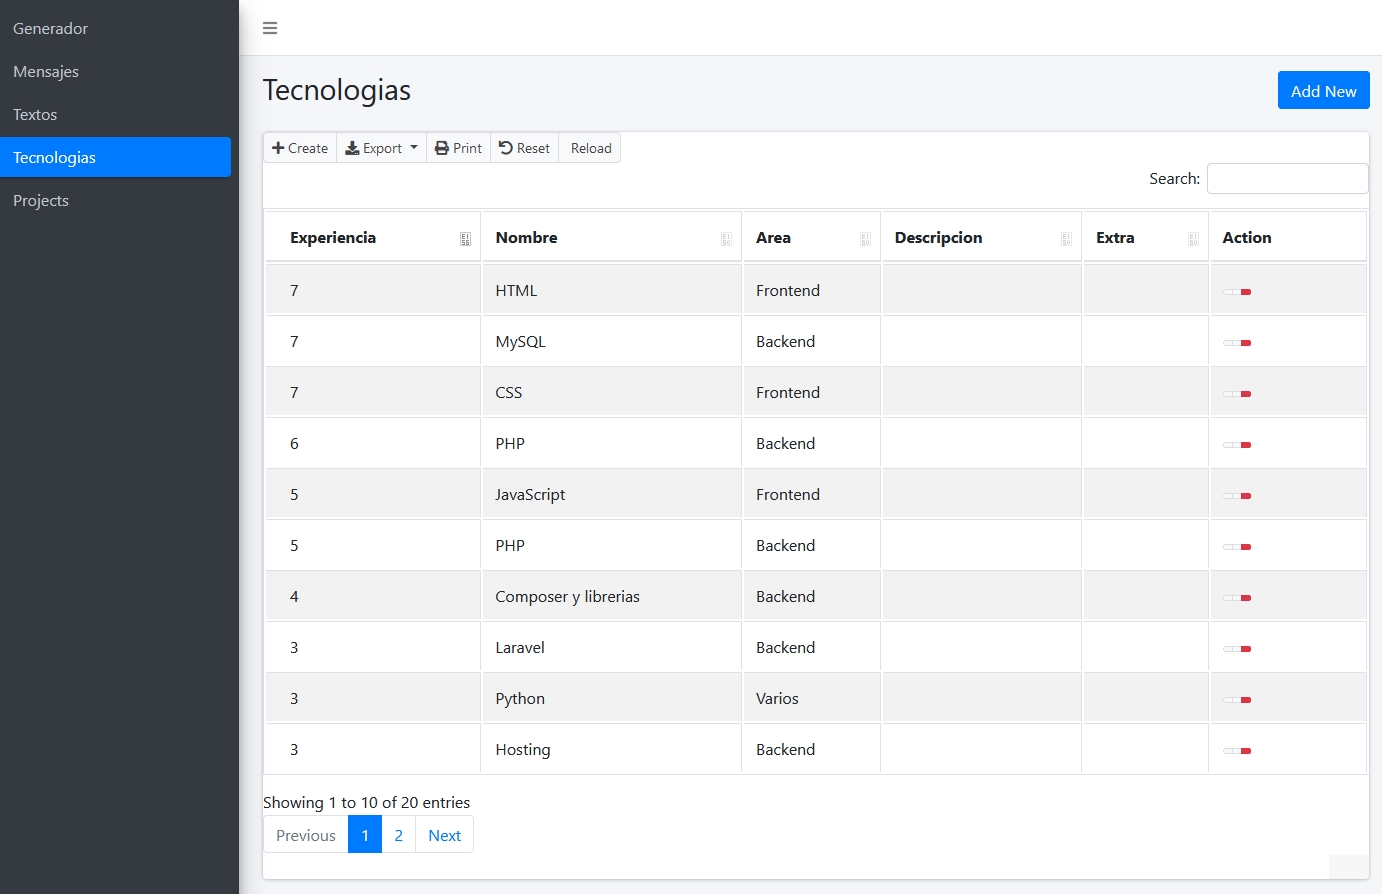 Generador
Mensajes
Textos
Tecnologias
Projects
Tecnologias
Add New
Create Export Print Reset Reload
Search:
Experiencia Nombre Area Descripcion Extra Action
7 HTML Frontend
7 MySQL Backend
7 CSS Frontend
6 PHP Backend
5 JavaScript Frontend
5 PHP Backend
4 Composer y librerias Backend
3 Laravel Backend
3 Python Varios
3 Hosting Backend
Showing 1 to 10 of 20 entries
Previous 1 2 Next